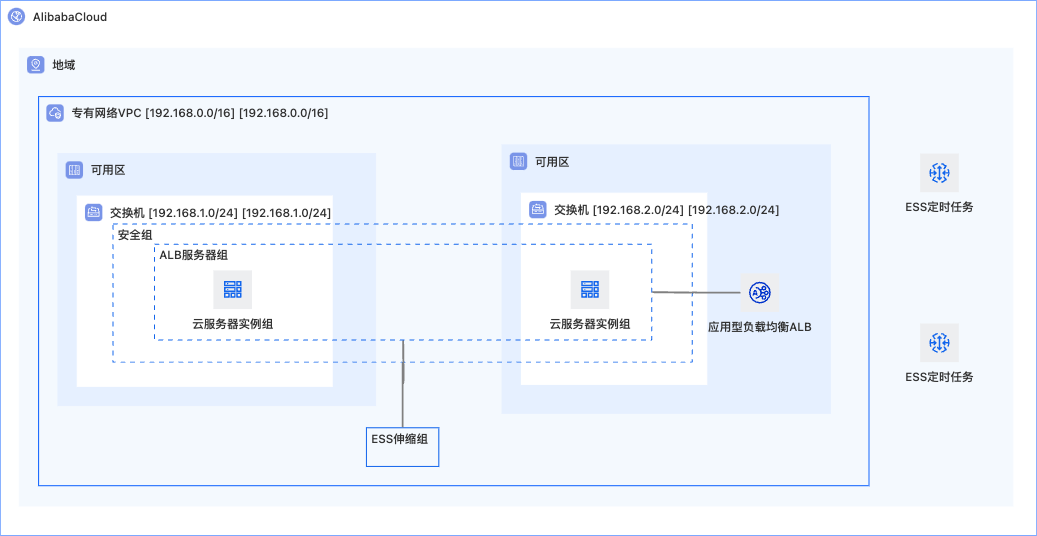 AlibabaCloud
地域
专有网络VPC [192.168.0.0/16] [192.168.0.0/16]
可用区
交换机 [192.168.1.0/24] [192.168.1.0/24]
安全组
ALB服务器组
云服务器实例组
可用区
交换机 [192.168.2.0/24] [192.168.2.0/24]
云服务器实例组
应用型负载均衡ALB
ESS伸缩组
ESS定时任务
ESS定时任务